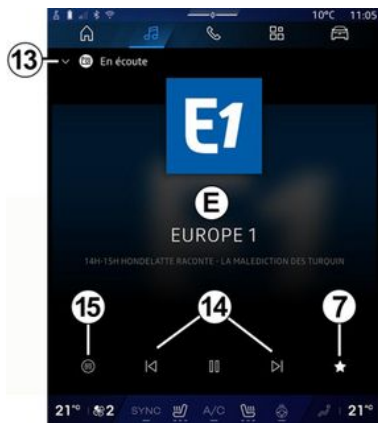 10°C 11:05
13
En écoute
E1
E
EUROPE 1
14H-15H HONDELATTE RACONTE - LA MALEDICTION DES TURQUIN
15
14
7
21°° 2 SYNC A/C 21°°